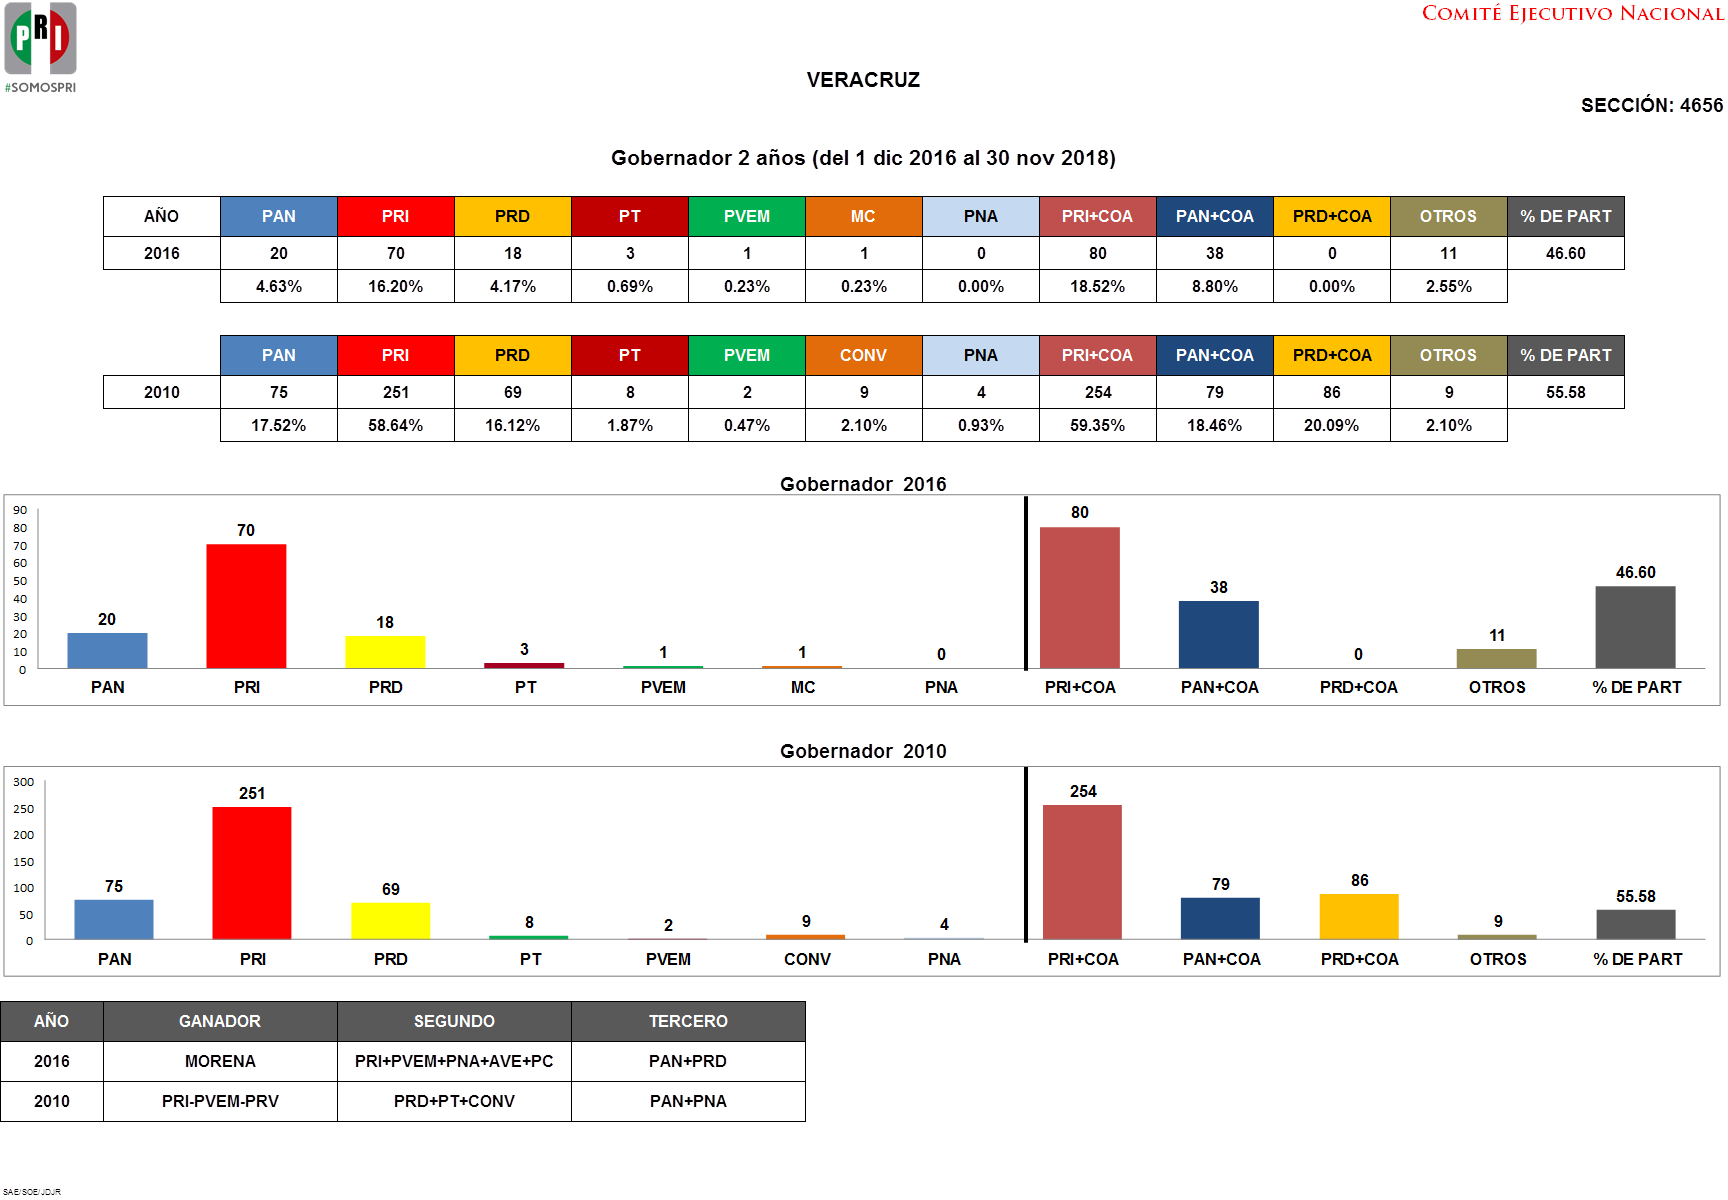 PRI
#SOMOSPRI
COMITÉ EJECUTIVO NACIONAL
VERACRUZ
SECCIÓN: 4656
Gobernador 2 años (del 1 dic 2016 al 30 nov 2018)
AÑO PAN PRI PRD PT PVEM MC PNA PRI+COA PAN+COA PRD+COA OTROS % DE PART
2016 20 70 18 3 1 1 0 80 38 0 11 46.60
4.63% 16.20% 4.17% 0.69% 0.23% 0.23% 0.00% 18.52% 8.80% 0.00% 2.55%
PAN PRI PRD PT PVEM CONV PNA PRI+COA PAN+COA PRD+COA OTROS % DE PART
2010 75 251 69 8 2 9 4 254 79 86 9 55.58
17.52% 58.64% 16.12% 1.87% 0.47% 2.10% 0.93% 59.35% 18.46% 20.09% 2.10%
Gobernador 2016
90
80
70
60
50
40
30
20
10
0
20 70 18 3 1 1 0 80 38 0 11 46.60
PAN PRI PRD PT PVEM MC PNA PRI+COA PAN+COA PRD+COA OTROS % DE PART
Gobernador 2010
300
250
200
150
100
50
0
75 251 69 8 2 9 4 254 79 86 9 55.58
PAN PRI PRD PT PVEM CONV PNA PRI+COA PAN+COA PRD+COA OTROS % DE PART
AÑO GANADOR SEGUNDO TERCERO
2016 MORENA PRI+PVEM+PNA+AVE+PC PAN+PRD
2010 PRI-PVEM-PRV PRD+PT+CONV PAN+PNA
SAE/SOE/JDJR